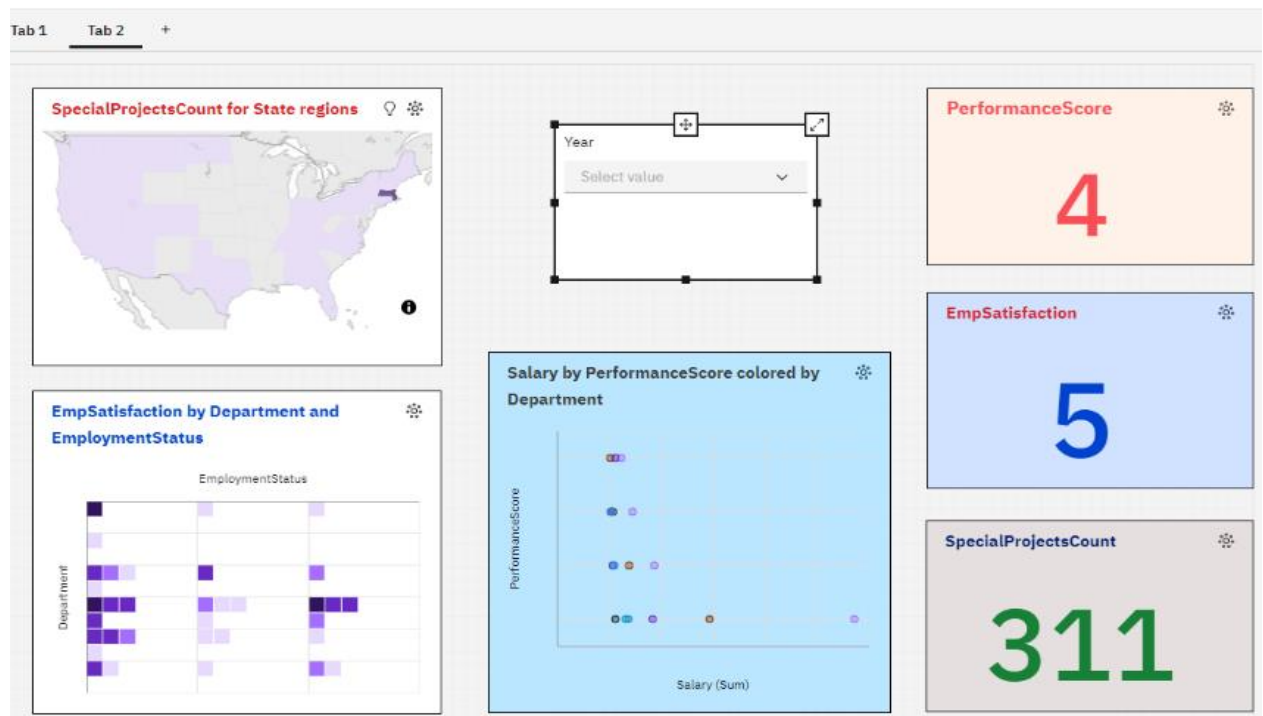 Tab 1 Tab 2 +
SpecialProjectsCount for State regions
Year
Select value
PerformanceScore
4
EmpSatisfaction
5
Salary by PerformanceScore colored by
Department
PerformanceScore
Salary (Sum)
EmpSatisfaction by Department and
EmploymentStatus
EmploymentStatus
Department
SpecialProjectsCount
311